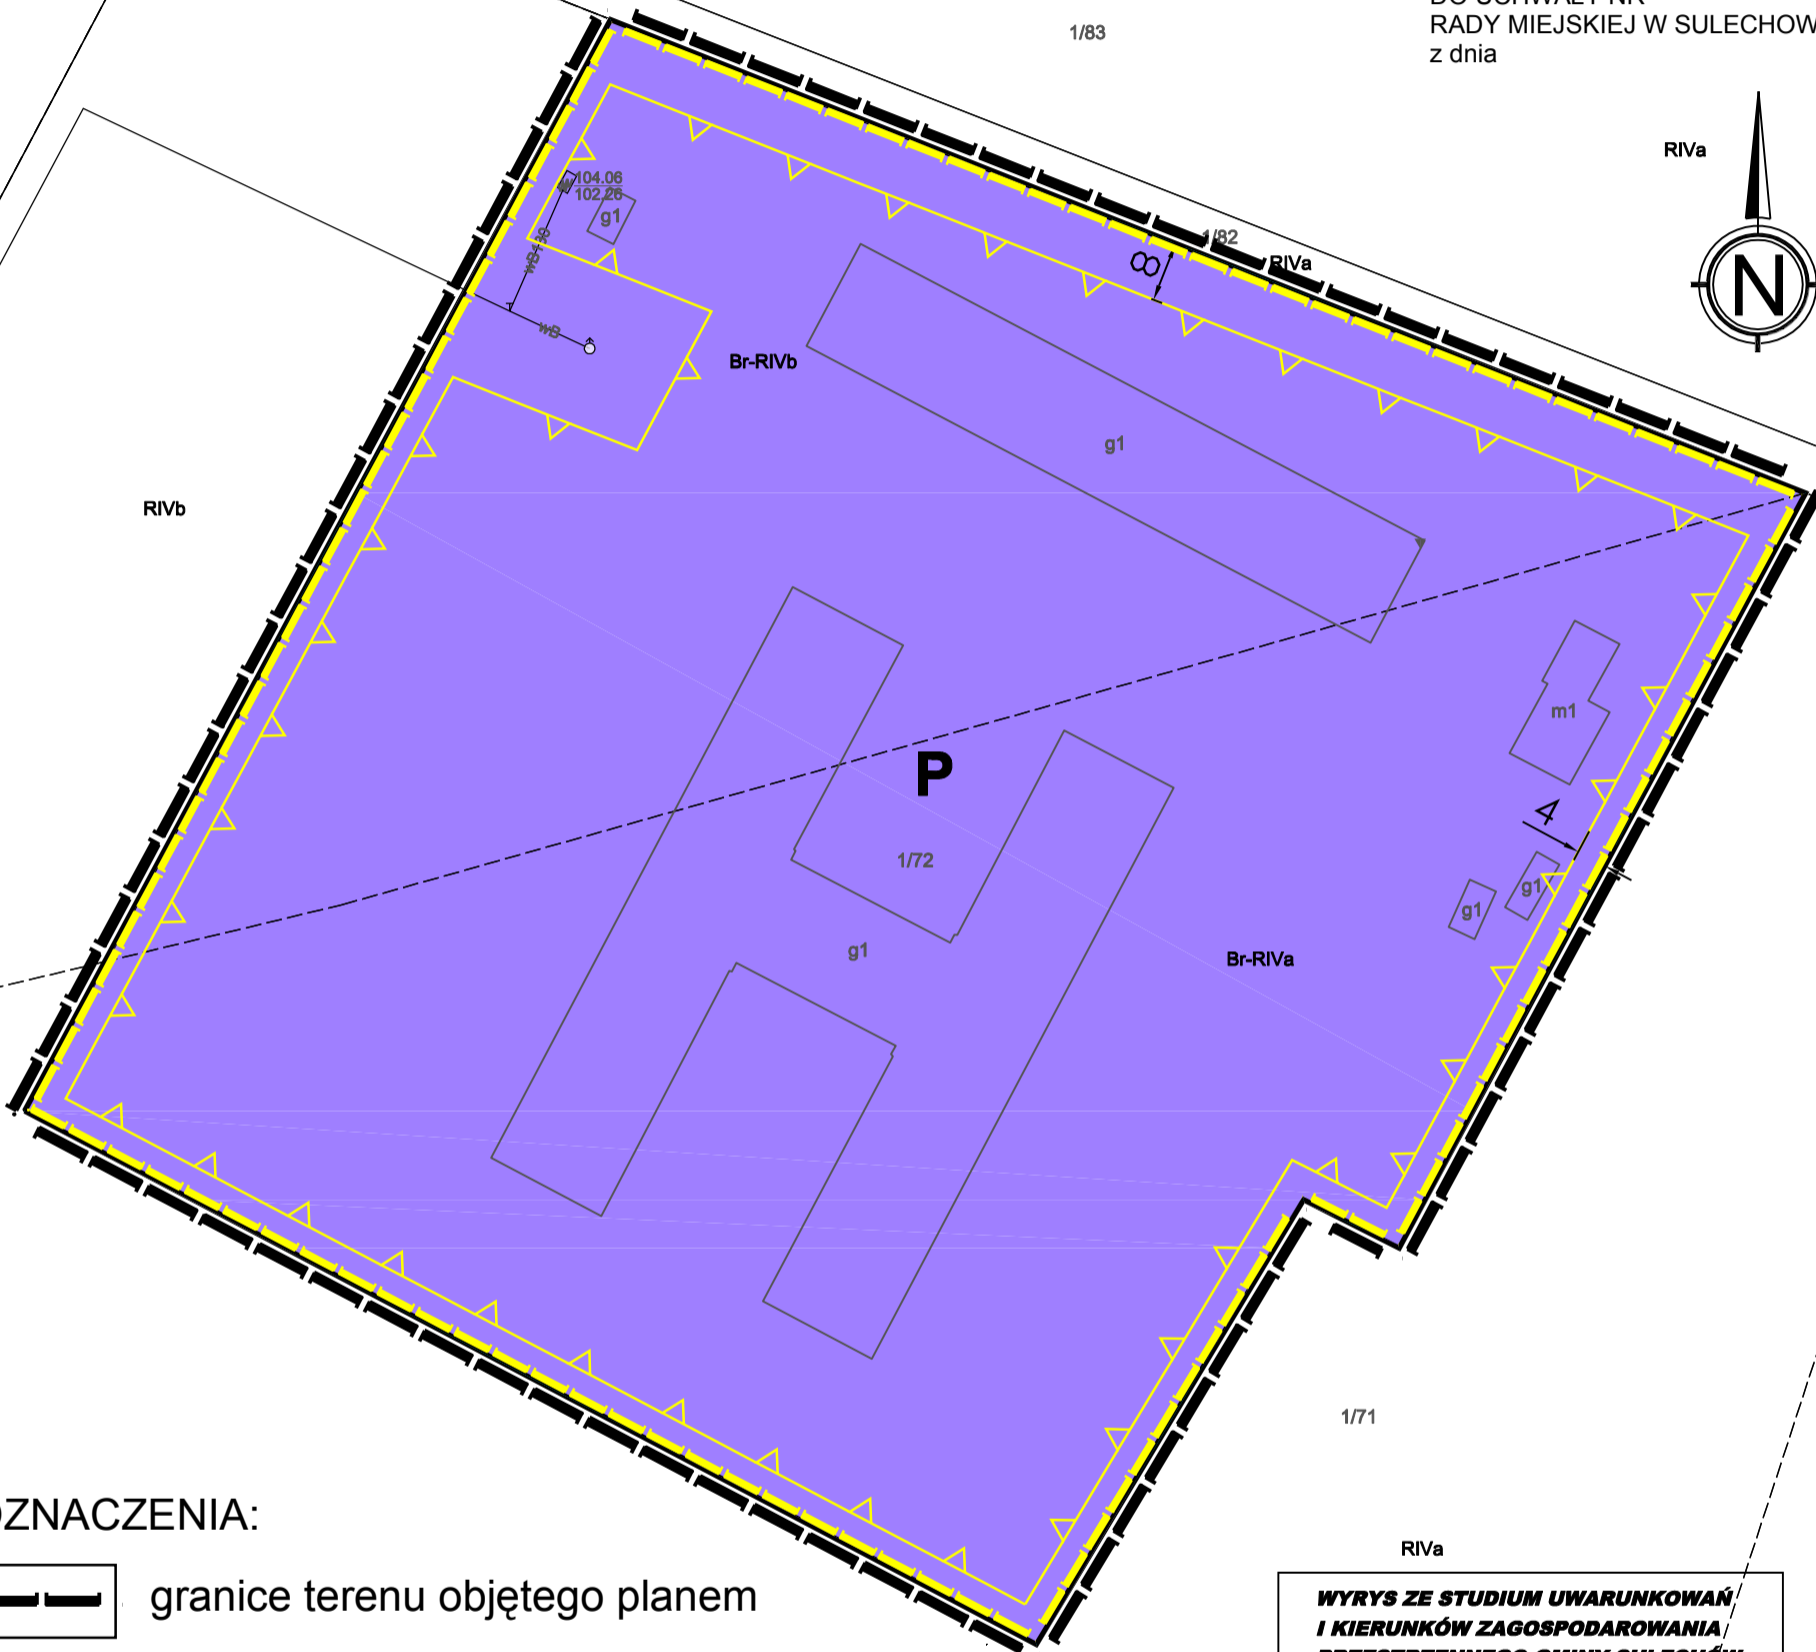 RADY MIEJSKIEJ W SULECHOW
z dnia
1/83
RIVa
N
104.06
102.26
g1
1/82
8
RIVa
wB
Br-RIVb
g1
RIVb
m1
P
4
1/72
g1
g1
g1
Br-RIVa
1/71
OZNACZENIA:
granice terenu objętego planem
RIVa
WYRYS ZE STUDIUM UWARUNKOWAŃ
I KIERUNKÓW ZAGOSPODAROWANIA